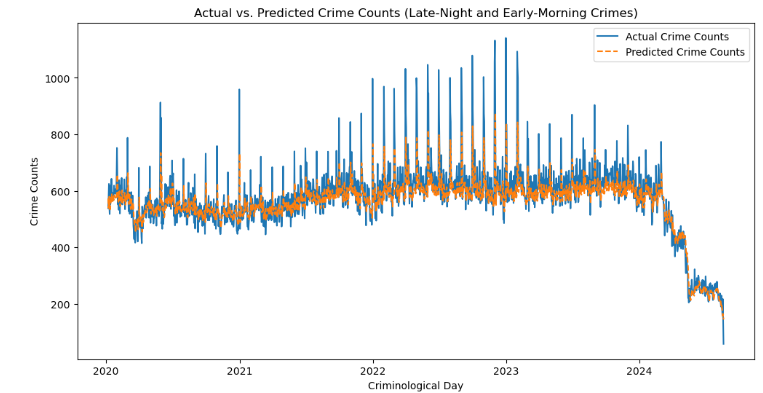 Actual vs. Predicted Crime Counts (Late-Night and Early-Morning Crimes)
Actual Crime Counts
Predicted Crime Counts
Crime Counts
1000
800
600
400
200
2020
2021
2022
2023
2024
Criminological Day